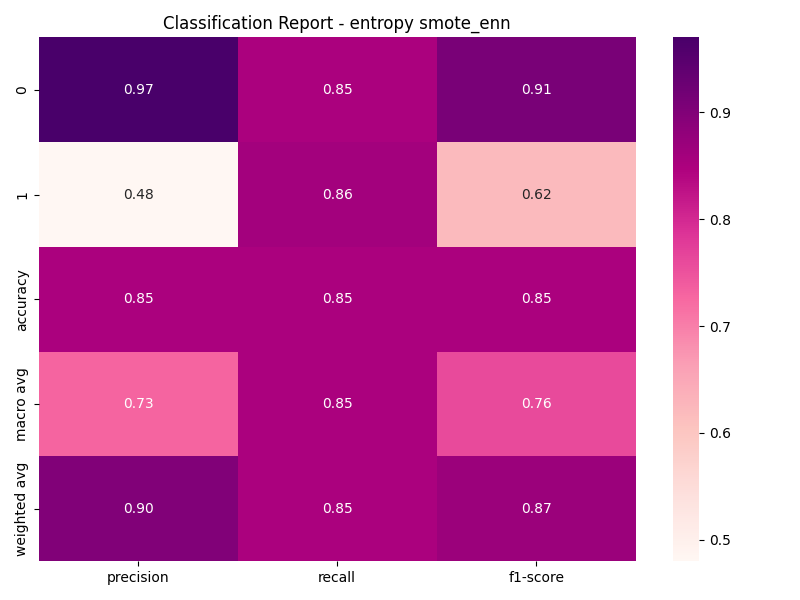 Classification Report - entropy smote_enn
0 0.97 0.85 0.91
1 0.48 0.86 0.62
accuracy 0.85 0.85 0.85
macro avg 0.73 0.85 0.76
weighted avg 0.90 0.85 0.87
precision recall f1-score
0.9
0.8
0.7
0.6
0.5